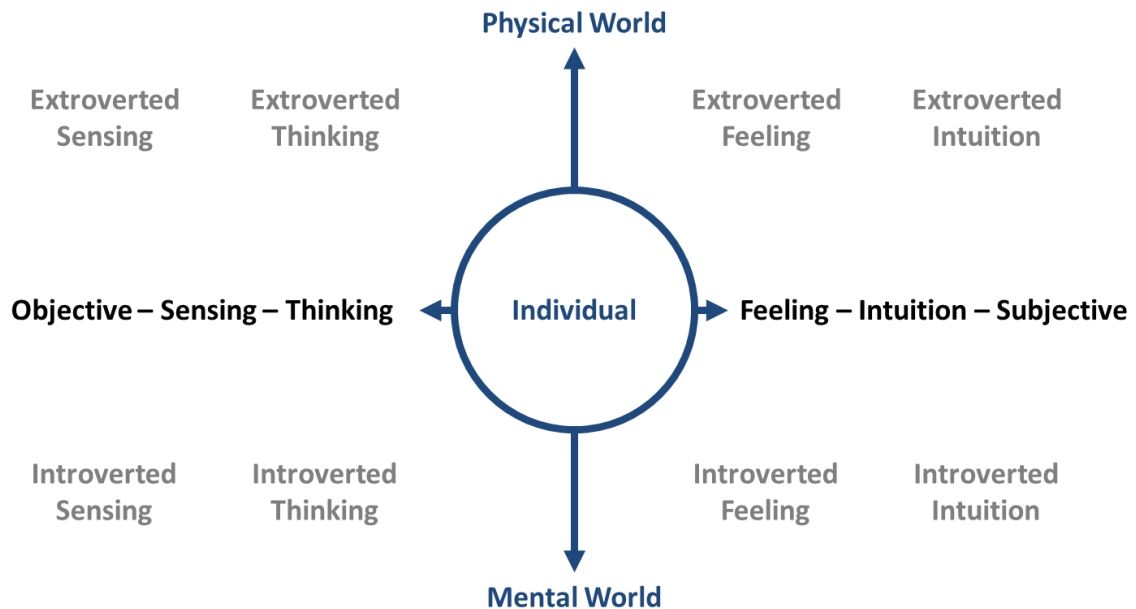 Physical World
Extroverted Extroverted Extroverted Extroverted
Sensing Thinking Feeling Intuition
Objective – Sensing – Thinking Individual Feeling – Intuition – Subjective
Introverted Introverted Introverted Introverted
Sensing Thinking Feeling Intuition
Mental World